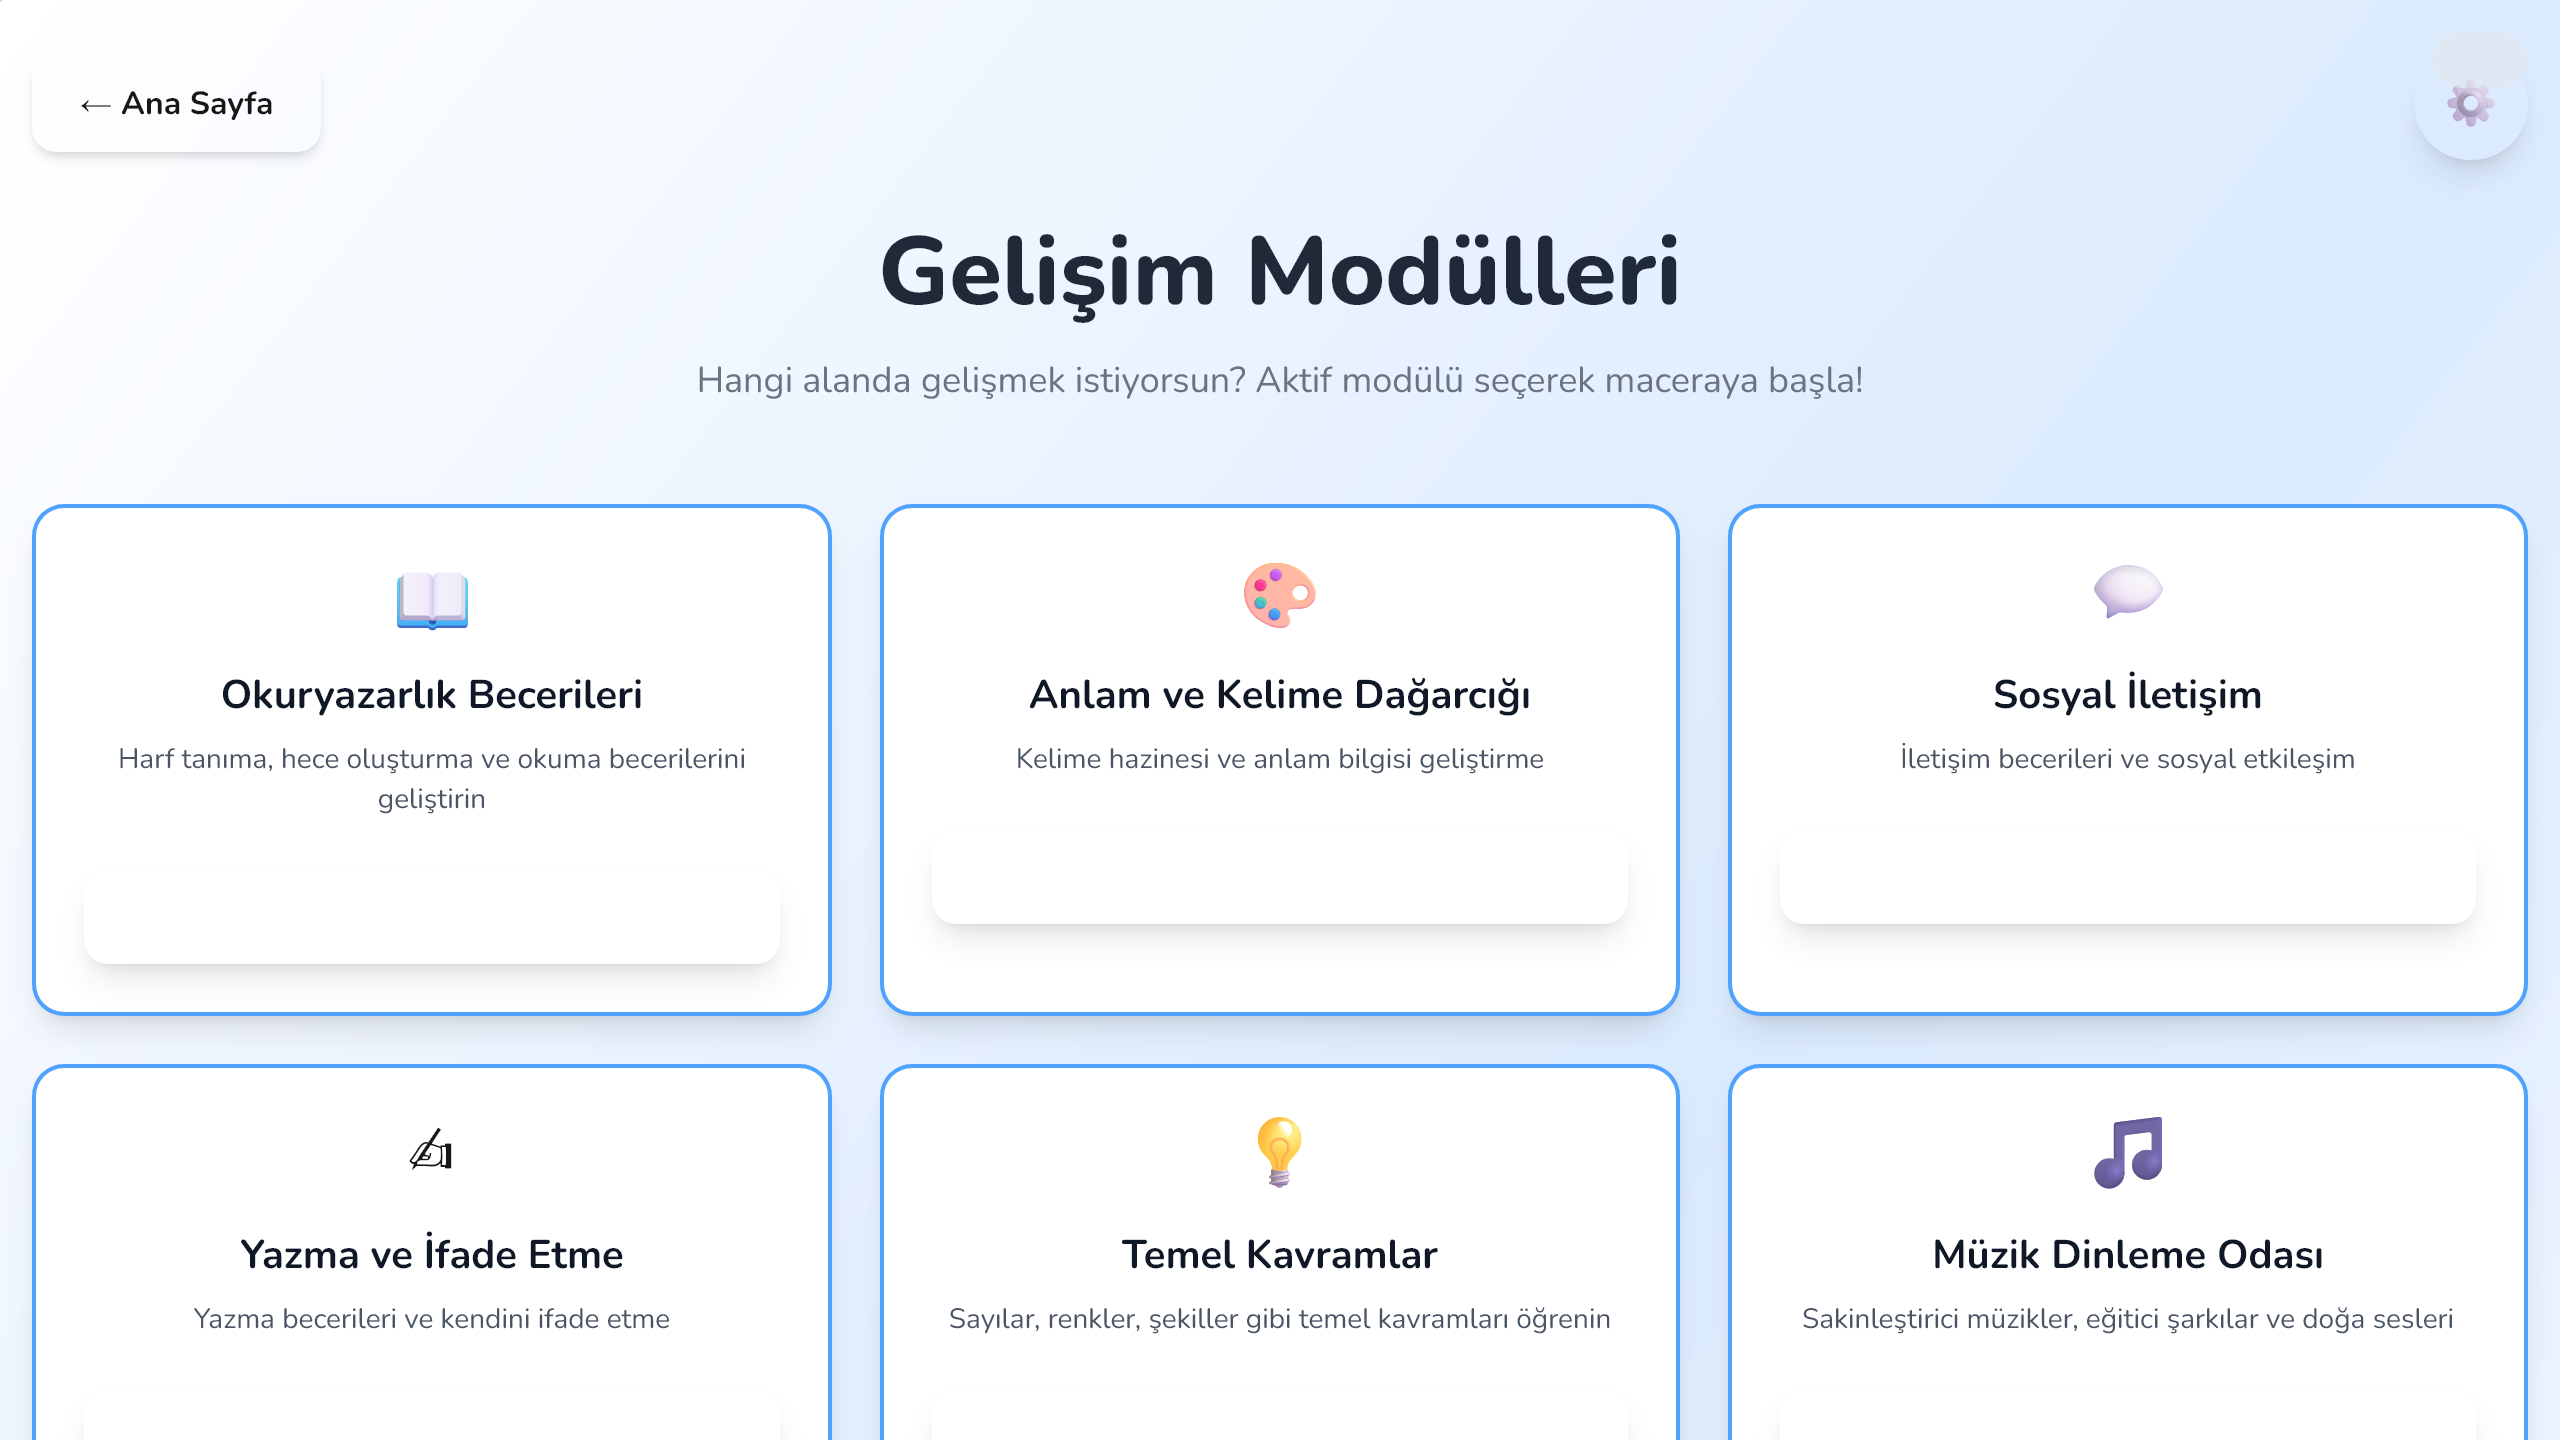 ← Ana Sayfa
Gelişim Modülleri
Hangi alanda gelişmek istiyorsun? Aktif modülü seçerek maceraya başla!
Okuryazarlık Becerileri
Harf tanıma, hece oluşturma ve okuma becerilerini
geliştirin
Anlam ve Kelime Dağarcığı
Kelime hazinesi ve anlam bilgisi geliştirme
Sosyal İletişim
İletişim becerileri ve sosyal etkileşim
Yazma ve İfade Etme
Yazma becerileri ve kendini ifade etme
Temel Kavramlar
Sayılar, renkler, şekiller gibi temel kavramları öğrenin
Müzik Dinleme Odası
Sakinleştirici müzikler, eğitici şarkılar ve doğa sesleri